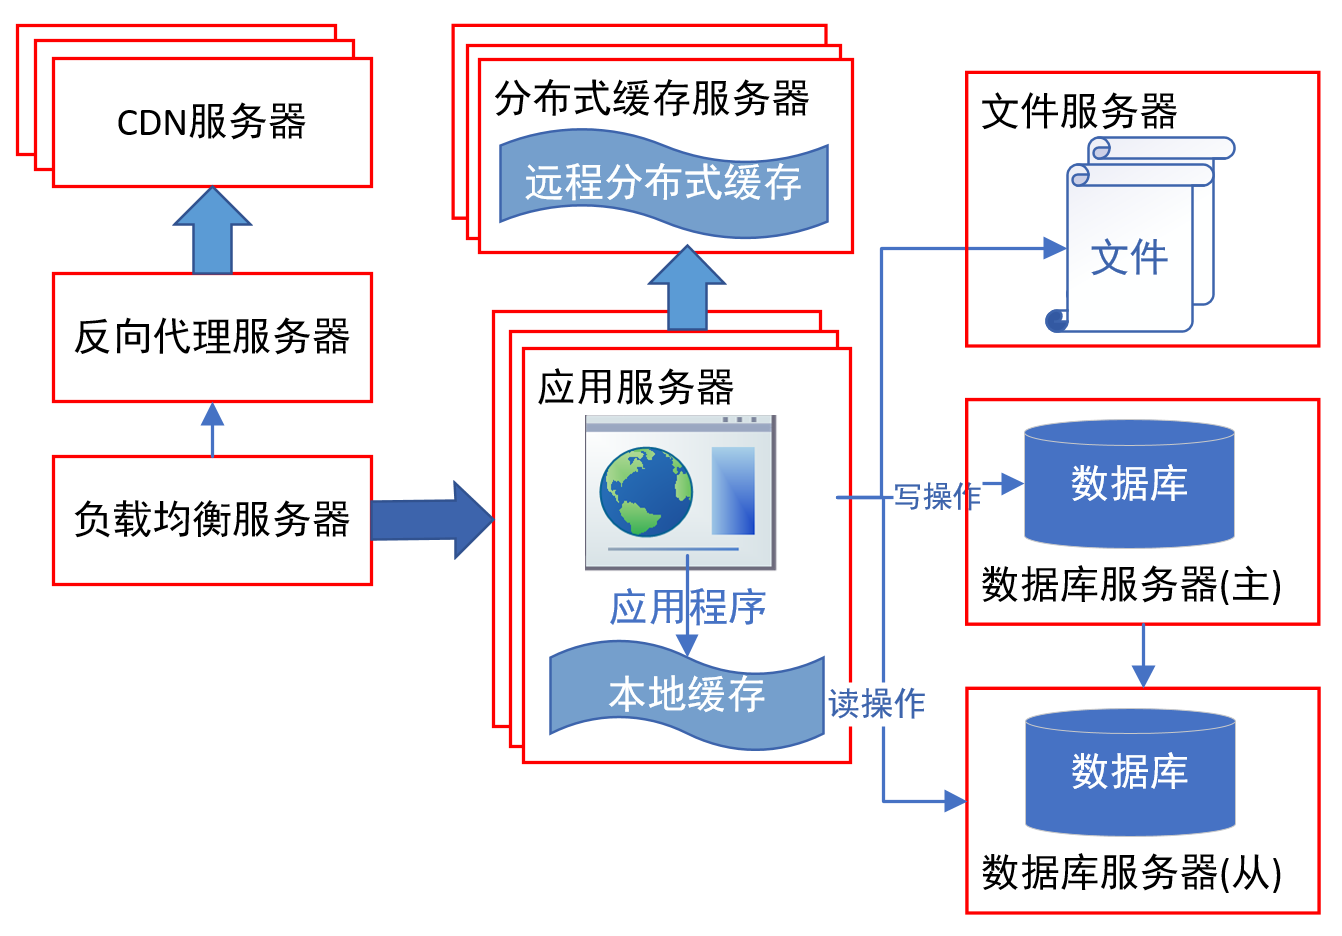 CDN服务器
反向代理服务器
负载均衡服务器
分布式缓存服务器
远程分布式缓存
应用服务器
应用程序
本地缓存
写操作
读操作
文件服务器
文件
数据库
数据库服务器(主)
数据库
数据库服务器(从)